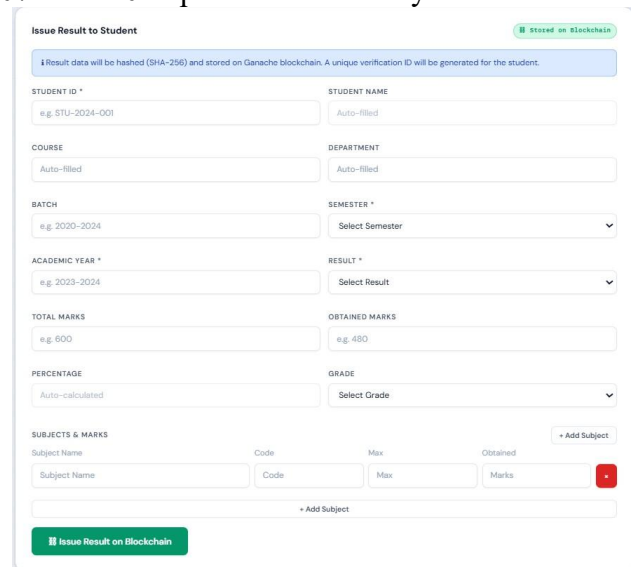 Issue Result to Student
Stored on Blockchain
Result data will be hashed (SHA-256) and stored on Ganache blockchain. A unique verification ID will be generated for the student.
STUDENT ID * STUDENT NAME
e.g. STU-2024-001 Auto-filled
COURSE DEPARTMENT
Auto-filled Auto-filled
BATCH SEMESTER *
e.g. 2020-2024 Select Semester
ACADEMIC YEAR * RESULT *
e.g. 2023-2024 Select Result
TOTAL MARKS OBTAINED MARKS
e.g. 600 e.g. 480
PERCENTAGE GRADE
Auto-calculated Select Grade
SUBJECTS & MARKS + Add Subject
Subject Name Code Max Obtained
Subject Name Code Max Marks
+ Add Subject
Issue Result on Blockchain